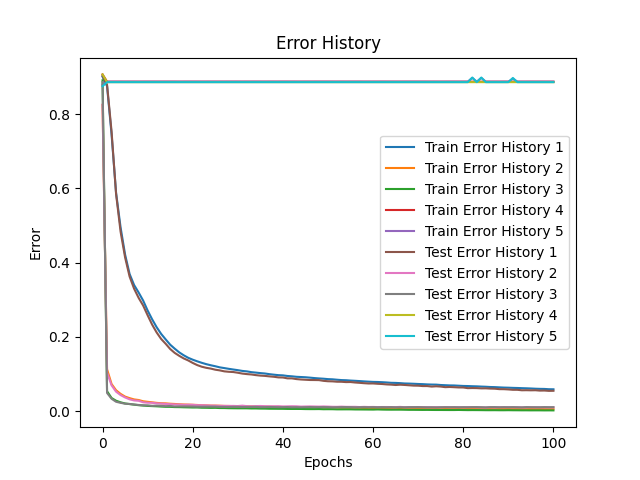 Error History
Error
0.8
0.6
0.4
0.2
0.0
Train Error History 1
Train Error History 2
Train Error History 3
Train Error History 4
Train Error History 5
Test Error History 1
Test Error History 2
Test Error History 3
Test Error History 4
Test Error History 5
0 20 40 60 80 100
Epochs